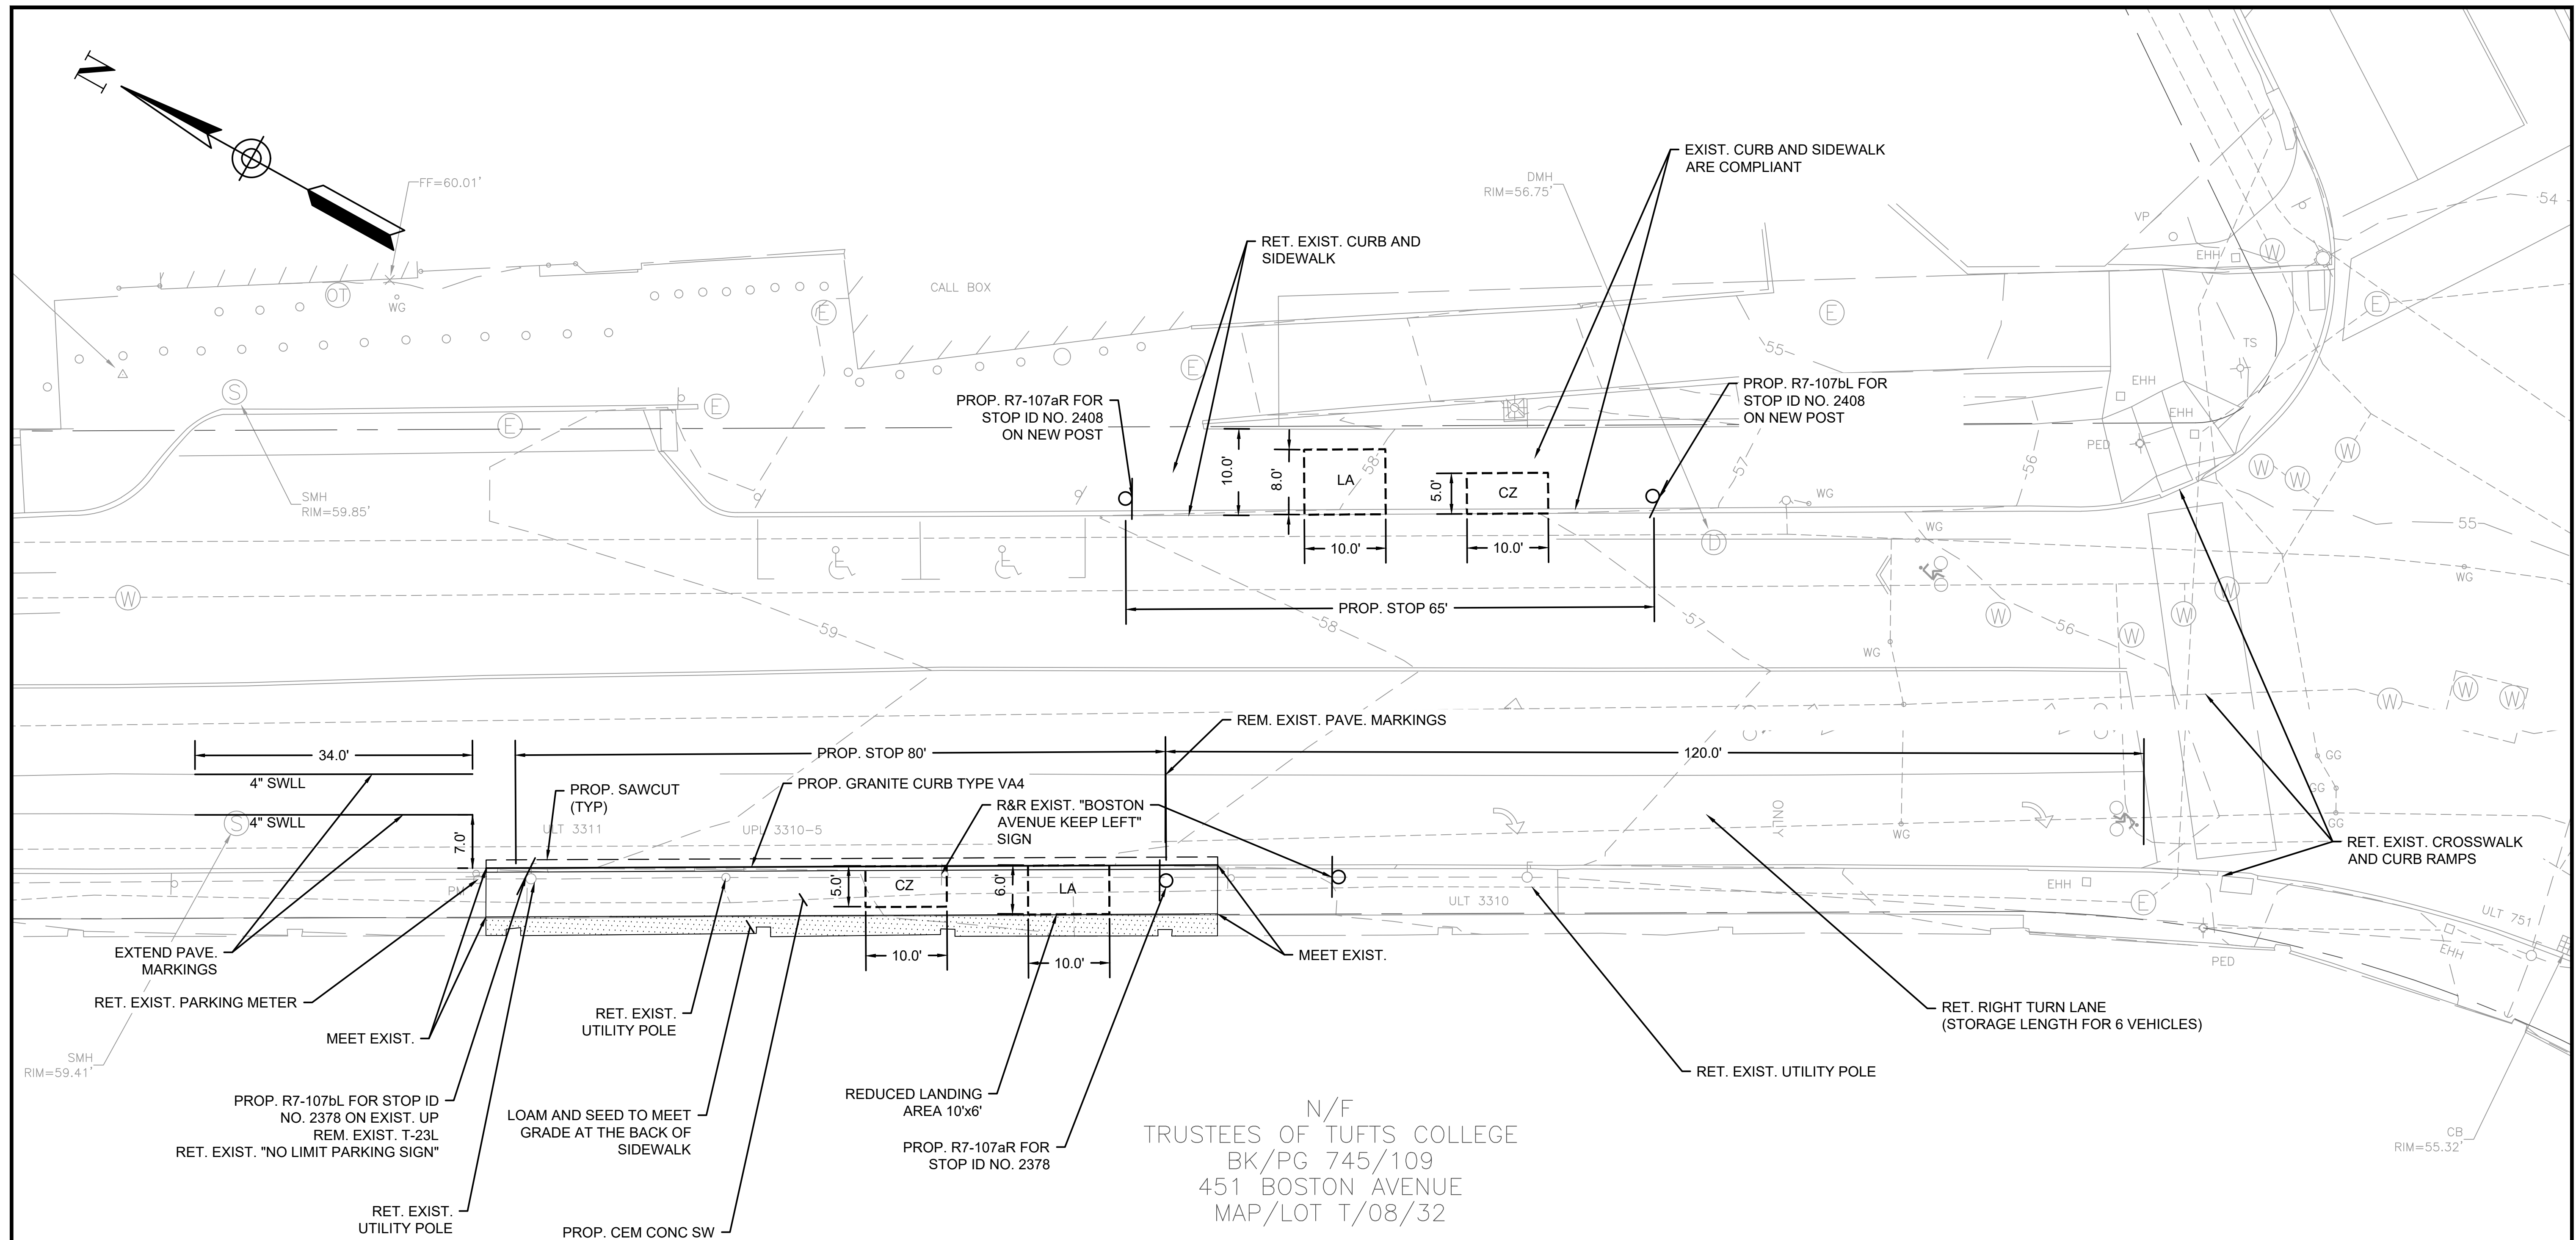 N
FF=60.01'
EXIST. CURB AND SIDEWALK
ARE COMPLIANT
DMH
RIM=56.75'
54
VP
EHH
W
RET. EXIST. CURB AND
SIDEWALK
CALL BOX
OT
WG
E
E
E
E
E
E
S
55
TS
EHH
EHH
PED
PROP. R7-107aR FOR
STOP ID NO. 2408
ON NEW POST
PROP. R7-107bL FOR
STOP ID NO. 2408
ON NEW POST
10.0'
8.0'
LA
58
5.0'
CZ
57
56
WG
W
W
W
SMH
RIM=59.85'
10.0'
10.0'
D
WG
55
WG
W
W
W
W
W
PROP. STOP 65'
59
58
57
56
W
WG
W
W
W
REM. EXIST. PAVE. MARKINGS
34.0'
PROP. STOP 80'
120.0'
GG
GG
GG
4" SWLL
PROP. SAWCUT
(TYP)
PROP. GRANITE CURB TYPE VA4
R&R EXIST. "BOSTON
AVENUE KEEP LEFT"
SIGN
4" SWLL
S
7.0'
ULT 3311
UPL 3310-5
ONLY
WG
RET. EXIST. CROSSWALK
AND CURB RAMPS
PM
5.0'
CZ
6.0'
LA
ULT 3310
EHH
E
ULT 751
EHH
PED
10.0'
10.0'
MEET EXIST.
EXTEND PAVE.
MARKINGS
RET. EXIST. PARKING METER
MEET EXIST.
RET. EXIST.
UTILITY POLE
RET. RIGHT TURN LANE
(STORAGE LENGTH FOR 6 VEHICLES)
SMH
RIM=59.41'
RET. EXIST. UTILITY POLE
PROP. R7-107bL FOR STOP ID
NO. 2378 ON EXIST. UP
REM. EXIST. T-23L
RET. EXIST. "NO LIMIT PARKING SIGN"
LOAM AND SEED TO MEET
GRADE AT THE BACK OF
SIDEWALK
REDUCED LANDING
AREA 10'x6'
PROP. R7-107aR FOR
STOP ID NO. 2378
N/F
TRUSTEES OF TUFTS COLLEGE
BK/PG 745/109
451 BOSTON AVENUE
MAP/LOT T/08/32
CB
RIM=55.32'
RET. EXIST.
UTILITY POLE
PROP. CEM CONC SW